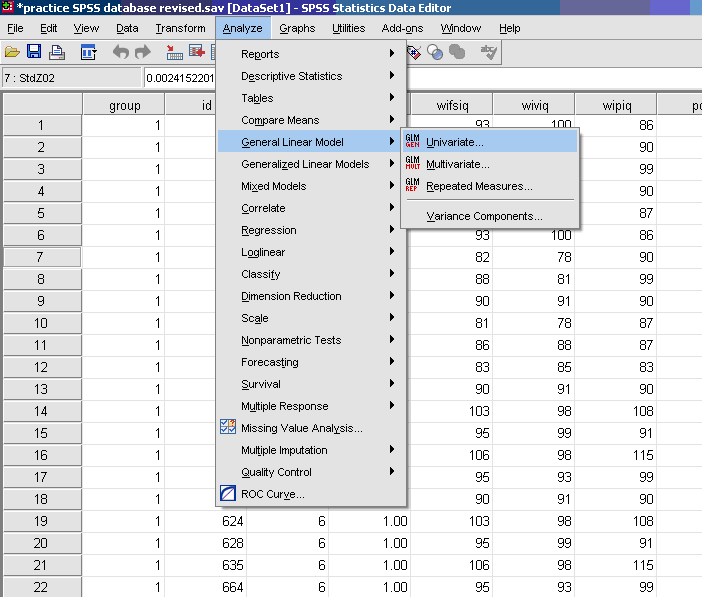 *practice SPSS database revised.sav [DataSet1] - SPSS Statistics Data Editor
File Edit View Data Transform Analyze Graphs Utilities Add-ons Window Help
7 : StdZ02 0.0024152201
Reports
Descriptive Statistics
Tables
Compare Means
General Linear Model
Generalized Linear Models
Mixed Models
Correlate
Regression
Loglinear
Classify
Dimension Reduction
Scale
Nonparametric Tests
Forecasting
Survival
Multiple Response
Missing Value Analysis...
Multiple Imputation
Quality Control
ROC Curve...
GLM GEN Univariate...
GLM MULT Multivariate...
GLM REP Repeated Measures...
Variance Components...
group id wifsiq wiviq wipiq
1 1 93 100 86
2 1 90
3 1 99
4 1 90
5 1 87
6 1 93 100 86
7 1 82 78 90
8 1 88 81 99
9 1 90 91 90
10 1 81 78 87
11 1 86 88 87
12 1 83 85 83
13 1 90 91 90
14 1 103 98 108
15 1 95 99 91
16 1 106 98 115
17 1 95 93 99
18 1 90 91 90
19 1 624 6 1.00 103 98 108
20 1 628 6 1.00 95 99 91
21 1 635 6 1.00 106 98 115
22 1 664 6 1.00 95 93 99